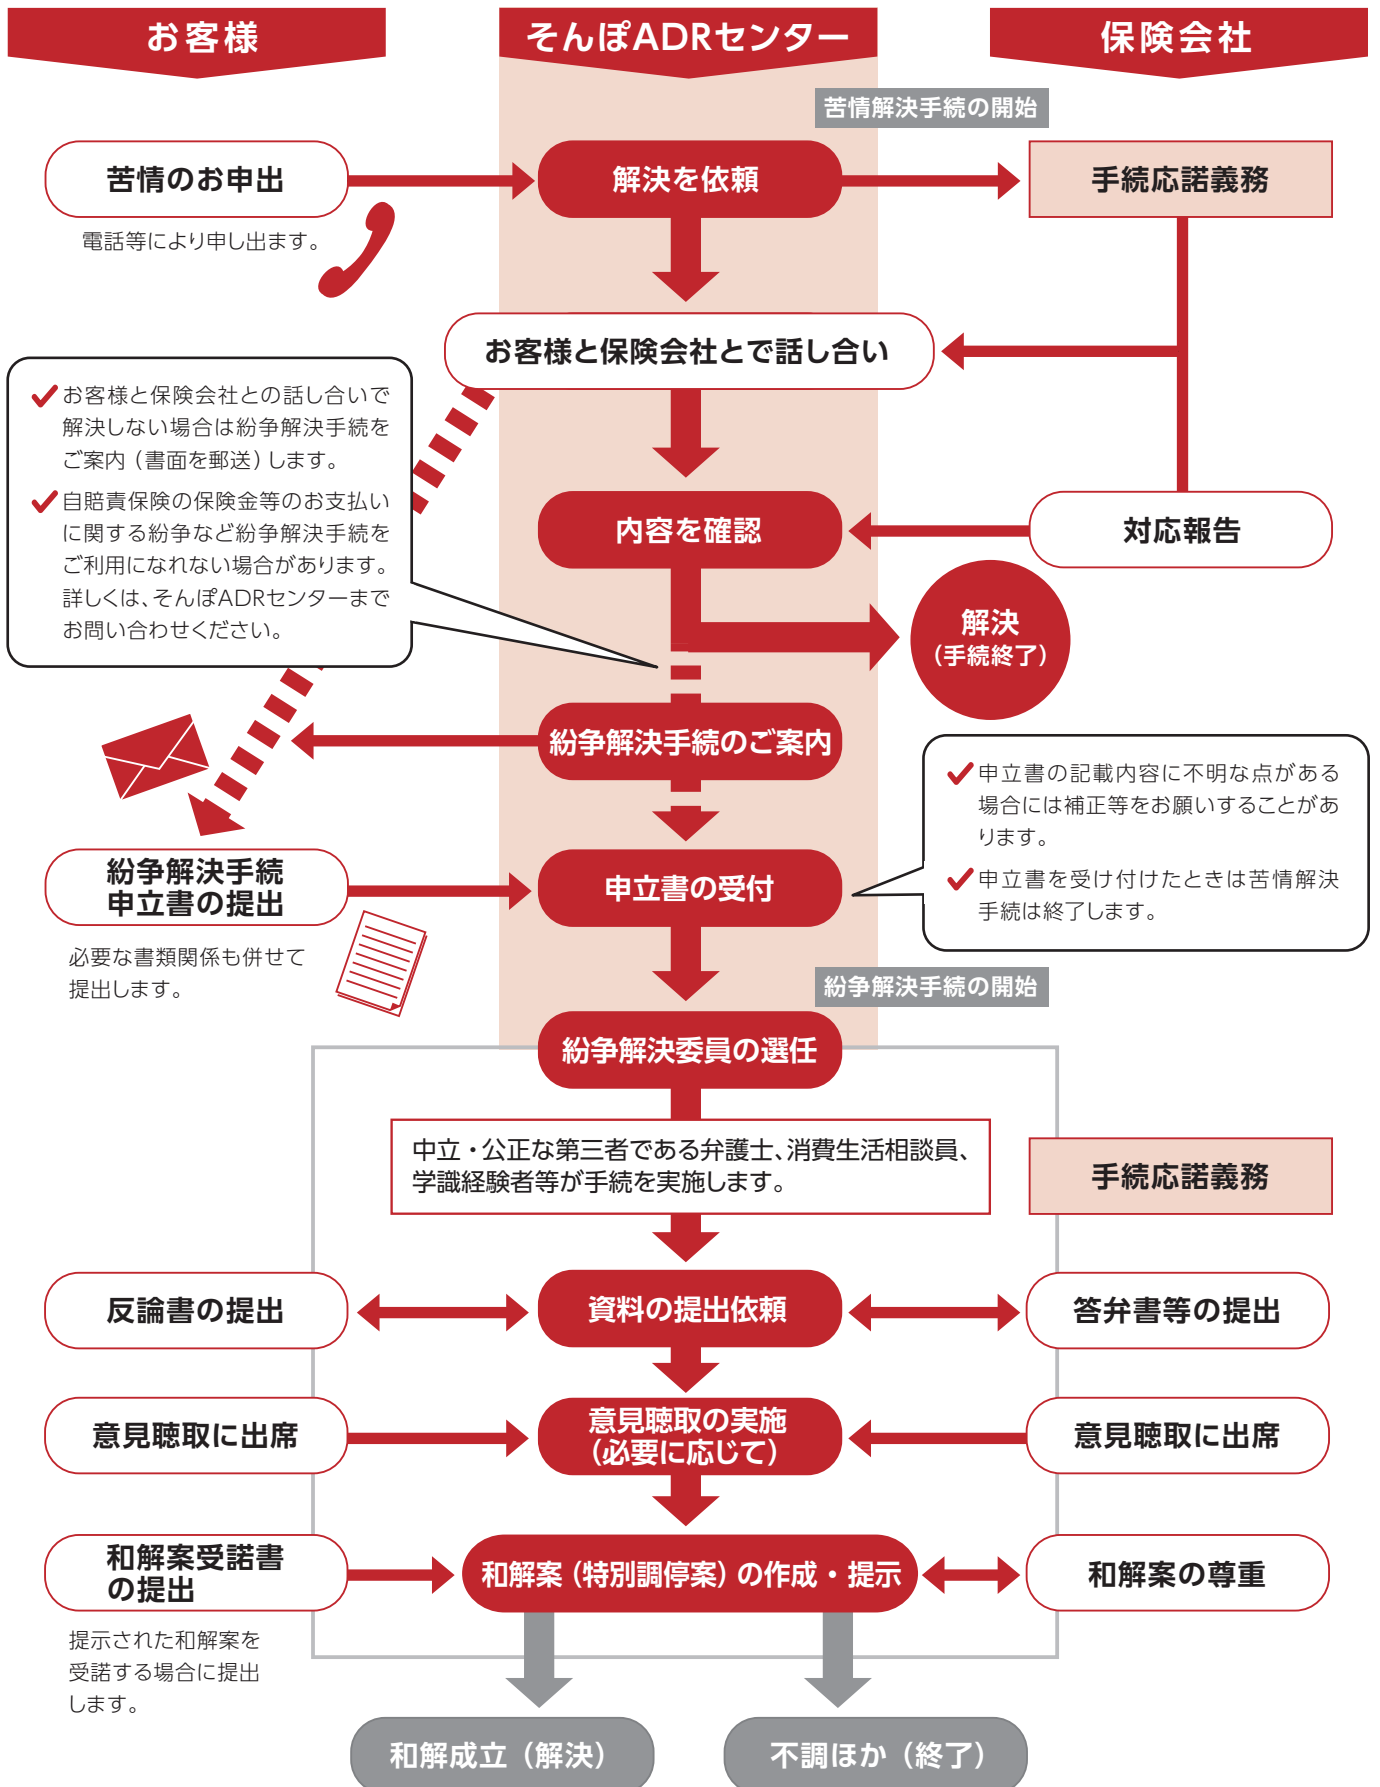 お客様
そんぽADRセンター
保険会社
苦情解決手続の開始
苦情のお申出
解決を依頼
手続応諾義務
電話等により申し出ます。
お客様と保険会社とで話し合い
お客様と保険会社との話し合いで
解決しない場合は紛争解決手続を
ご案内（書面を郵送）します。
自賠責保険の保険金等のお支払い
に関する紛争など紛争解決手続を
ご利用になれない場合があります。
詳しくは、そんぽADRセンターまで
お問い合わせください。
内容を確認
対応報告
解決
（手続終了）
紛争解決手続のご案内
申立書の記載内容に不明な点がある
場合には補正等をお願いすることがあ
ります。
申立書を受け付けたときは苦情解決
手続は終了します。
紛争解決手続
申立書の提出
申立書の受付
必要な書類関係も併せて
提出します。
紛争解決手続の開始
紛争解決委員の選任
中立・公正な第三者である弁護士、消費生活相談員、
学識経験者等が手続を実施します。
手続応諾義務
反論書の提出
資料の提出依頼
答弁書等の提出
意見聴取に出席
意見聴取の実施
（必要に応じて）
意見聴取に出席
和解案受諾書
の提出
和解案（特別調停案）の作成・提示
和解案の尊重
提示された和解案を
受諾する場合に提出
します。
和解成立（解決）
不調ほか（終了）